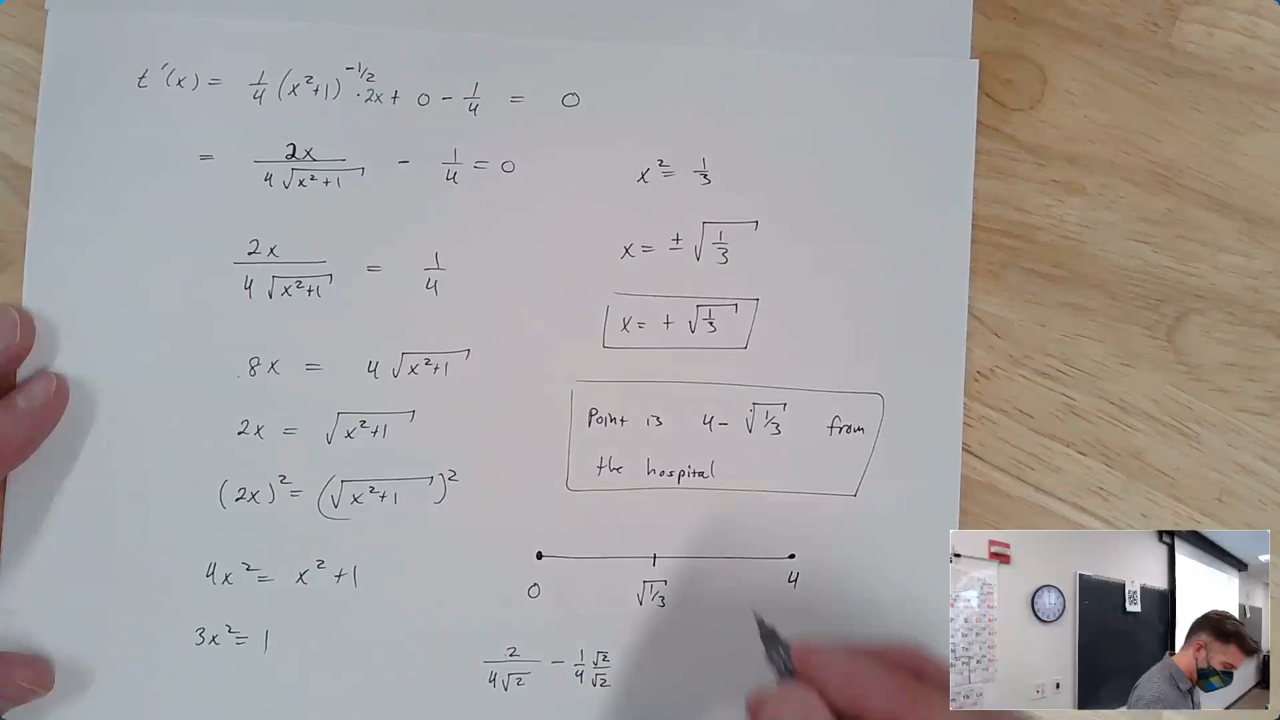 t'(x) = 1/4 (x²+1)^(-1/2) · 2x + 0 - 1/4 = 0
= 2x / (4√(x²+1)) - 1/4 = 0
2x / (4√(x²+1)) = 1/4
8x = 4√(x²+1)
2x = √(x²+1)
(2x)² = (√(x²+1))²
4x² = x² + 1
3x² = 1
x² = 1/3
x = ± √(1/3)
x = + √(1/3)
Point is 4 - √(1/3) from
the hospital
0 √(1/3) 4
2 / (4√2) - 1/4 √2/√2